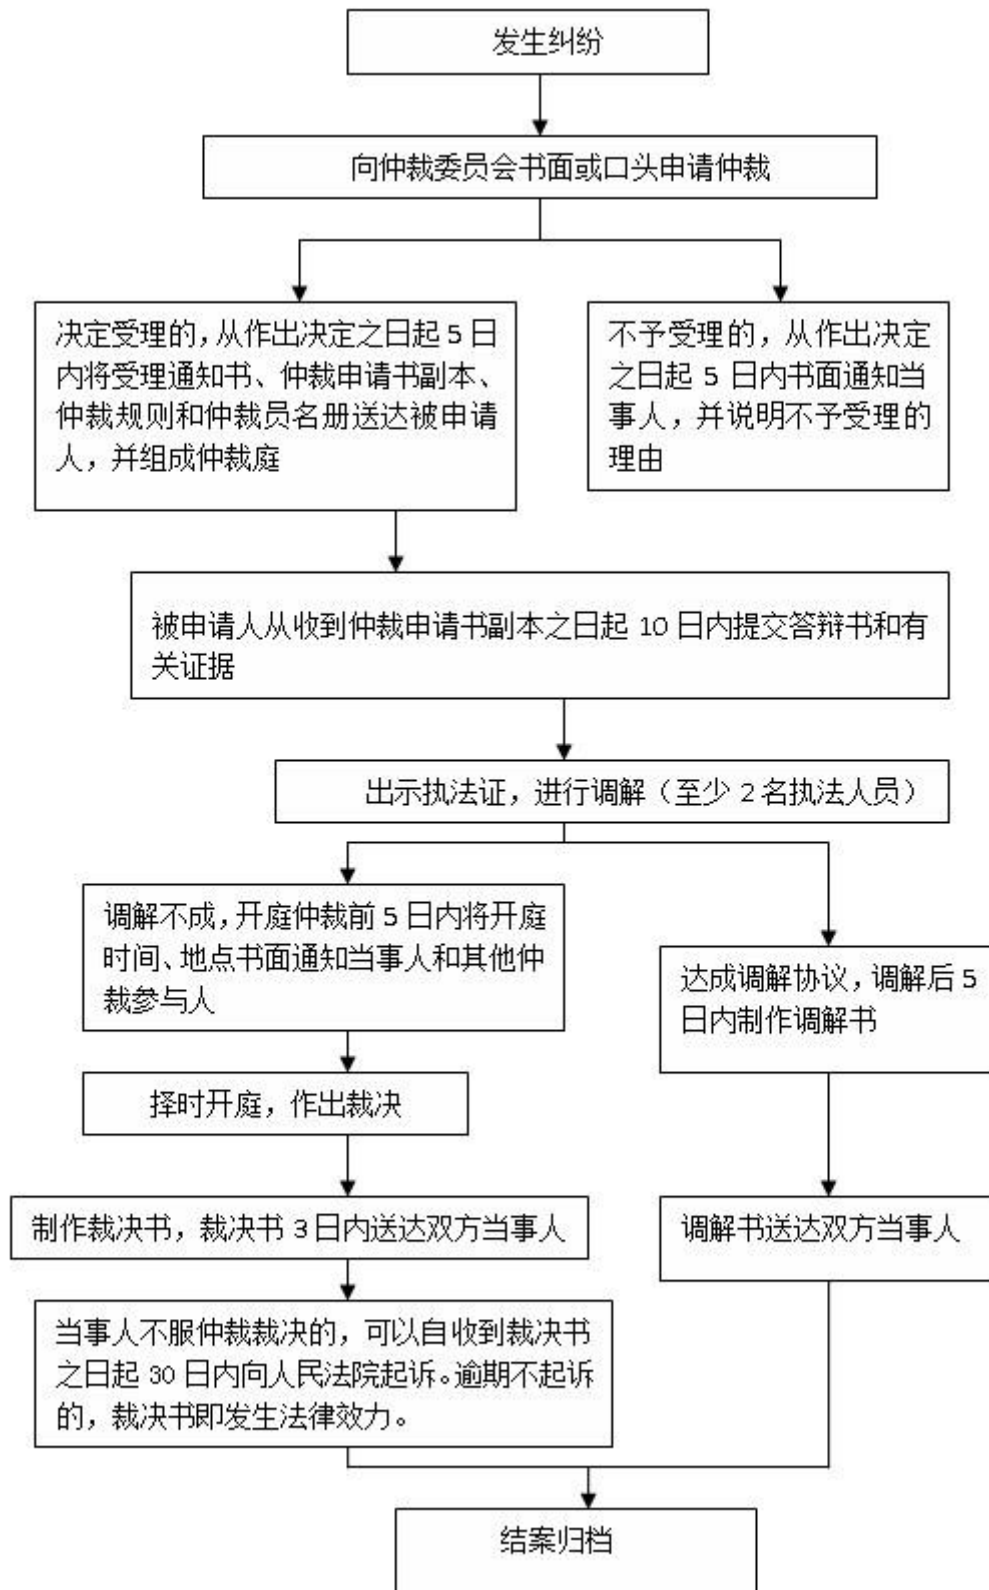 发生纠纷
向仲裁委员会书面或口头申请仲裁
决定受理的，从作出决定之日起 5 日
内将受理通知书、仲裁申请书副本、
仲裁规则和仲裁员名册送达被申请
人，并组成仲裁庭
不予受理的，从作出决定
之日起 5 日内书面通知当
事人，并说明不予受理的
理由
被申请人从收到仲裁申请书副本之日起 10 日内提交答辩书和有
关证据
出示执法证，进行调解（至少 2 名执法人员）
调解不成，开庭仲裁前 5 日内将开庭
时间、地点书面通知当事人和其他仲
裁参与人
达成调解协议，调解后 5
日内制作调解书
择时开庭，作出裁决
制作裁决书，裁决书 3 日内送达双方当事人
调解书送达双方当事人
当事人不服仲裁裁决的，可以自收到裁决书
之日起 30 日内向人民法院起诉。逾期不起诉
的，裁决书即发生法律效力。
结案归档